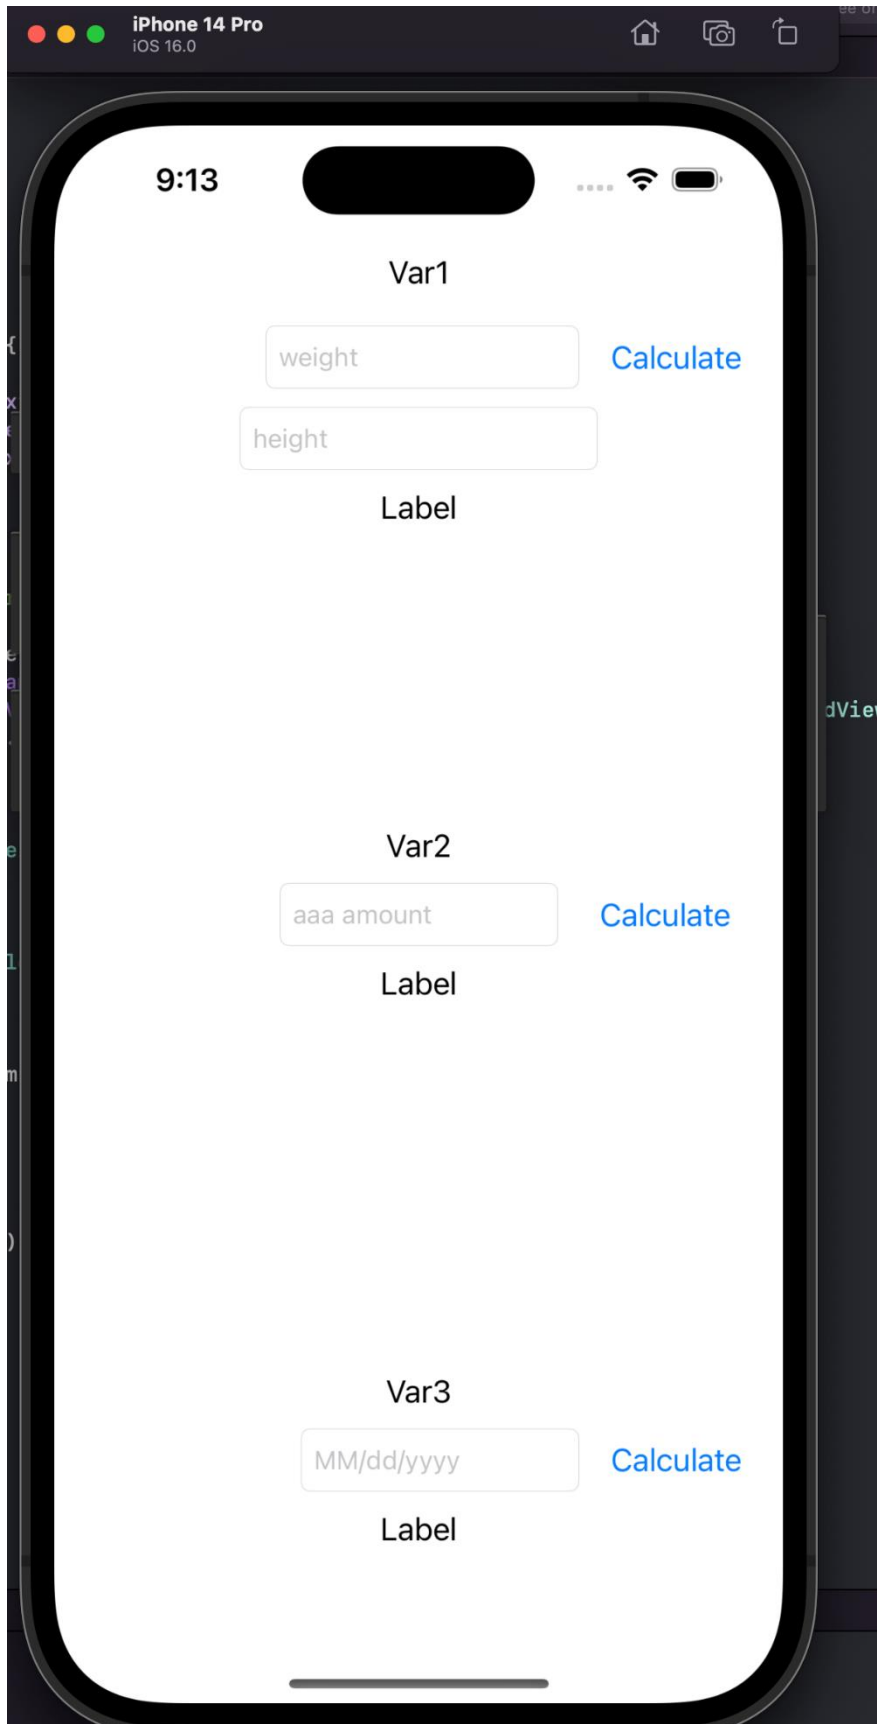 iPhone 14 Pro
iOS 16.0
9:13
Var1
weight
Calculate
height
Label
Var2
aaa amount
Calculate
Label
Var3
MM/dd/yyyy
Calculate
Label